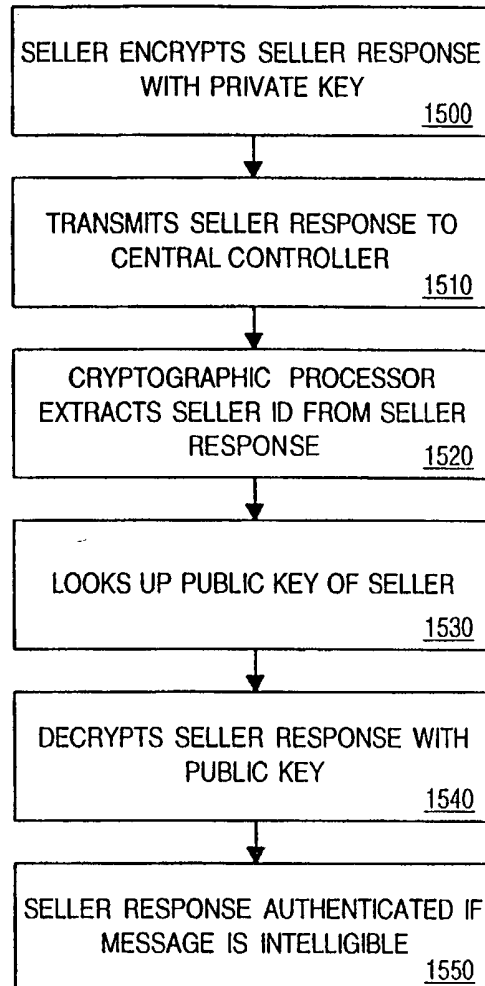 SELLER ENCRYPTS SELLER RESPONSE
WITH PRIVATE KEY
1500
TRANSMITS SELLER RESPONSE TO
CENTRAL CONTROLLER
1510
CRYPTOGRAPHIC PROCESSOR
EXTRACTS SELLER ID FROM SELLER
RESPONSE
1520
LOOKS UP PUBLIC KEY OF SELLER
1530
DECRYPTS SELLER RESPONSE WITH
PUBLIC KEY
1540
SELLER RESPONSE AUTHENTICATED IF
MESSAGE IS INTELLIGIBLE
1550